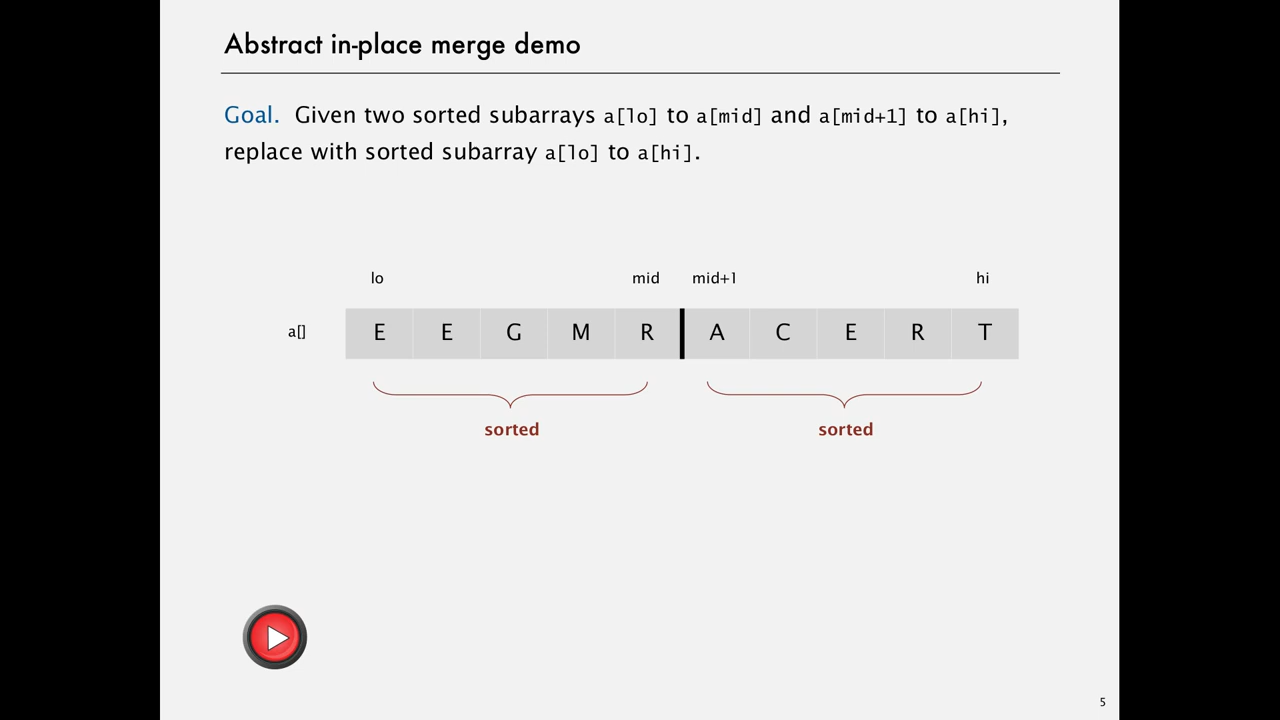 Abstract in-place merge demo
Goal. Given two sorted subarrays a[lo] to a[mid] and a[mid+1] to a[hi],
replace with sorted subarray a[lo] to a[hi].
lo mid mid+1 hi
a[] E E G M R A C E R T
sorted sorted
5